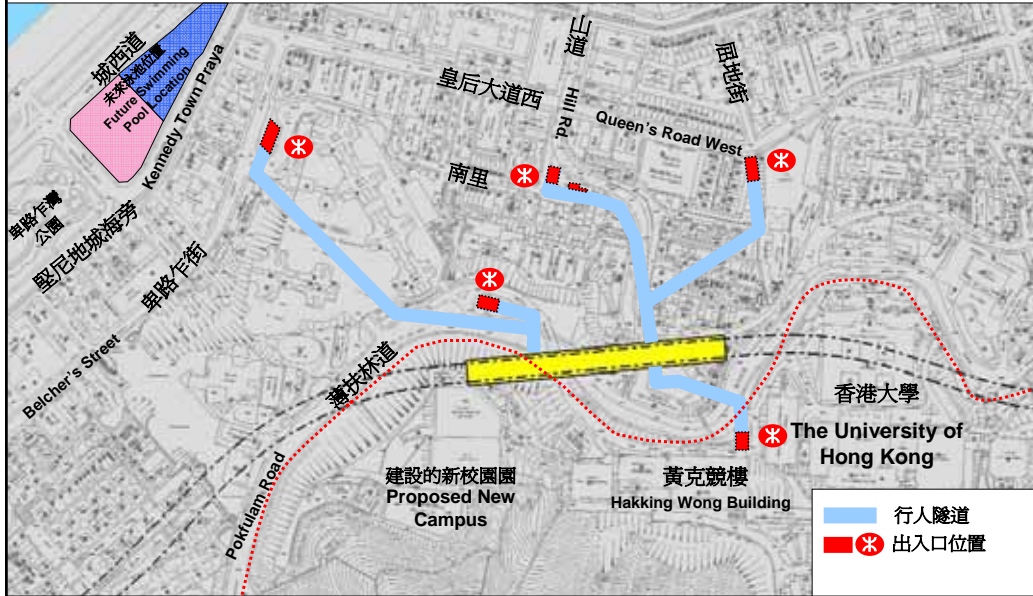 城西道
未來泳池位置
Future Swimming
Pool Location
Kennedy Town Praya
卑路乍灣
公園
堅尼地城海旁
卑路乍街
Belcher's Street
山道
Hill Rd.
皇后大道西
Queen's Road West
屈地街
南里
薄扶林道
Pokfulam Road
建設的新校園園
Proposed New
Campus
黃克競樓
Hakking Wong Building
香港大學
The University of
Hong Kong
行人隧道
出入口位置